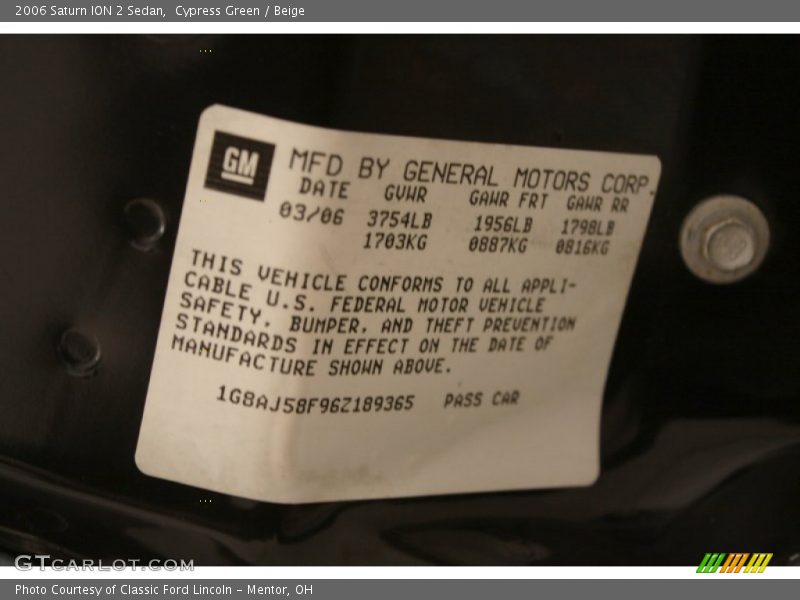 2006 Saturn ION 2 Sedan,  Cypress Green / Beige
GM
MFD BY GENERAL MOTORS CORP.
DATE GVWR GAWR FRT GAWR RR
03/06 3754LB 1956LB 1798LB
1703KG 0887KG 0816KG
THIS VEHICLE CONFORMS TO ALL APPLI-
CABLE U.S. FEDERAL MOTOR VEHICLE
SAFETY, BUMPER, AND THEFT PREVENTION
STANDARDS IN EFFECT ON THE DATE OF
MANUFACTURE SHOWN ABOVE.
1G8AJ58F96Z189365 PASS CAR
GTCARLOT.COM
Photo Courtesy of Classic Ford Lincoln - Mentor, OH